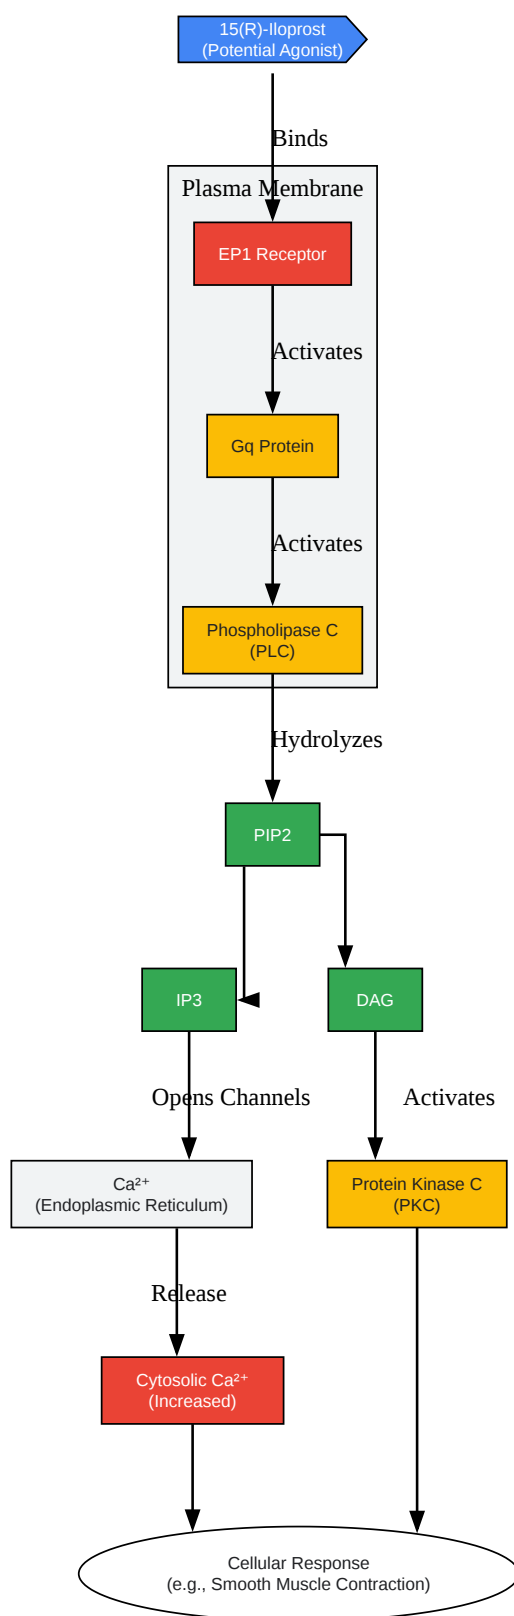 15(R)-Iloprost
(Potential Agonist)
Binds
Plasma Membrane
EP1 Receptor
Activates
Gq Protein
Activates
Phospholipase C
(PLC)
Hydrolyzes
PIP2
IP3
DAG
Opens Channels
Activates
Ca²⁺
(Endoplasmic Reticulum)
Protein Kinase C
(PKC)
Release
Cytosolic Ca²⁺
(Increased)
Cellular Response
(e.g., Smooth Muscle Contraction)